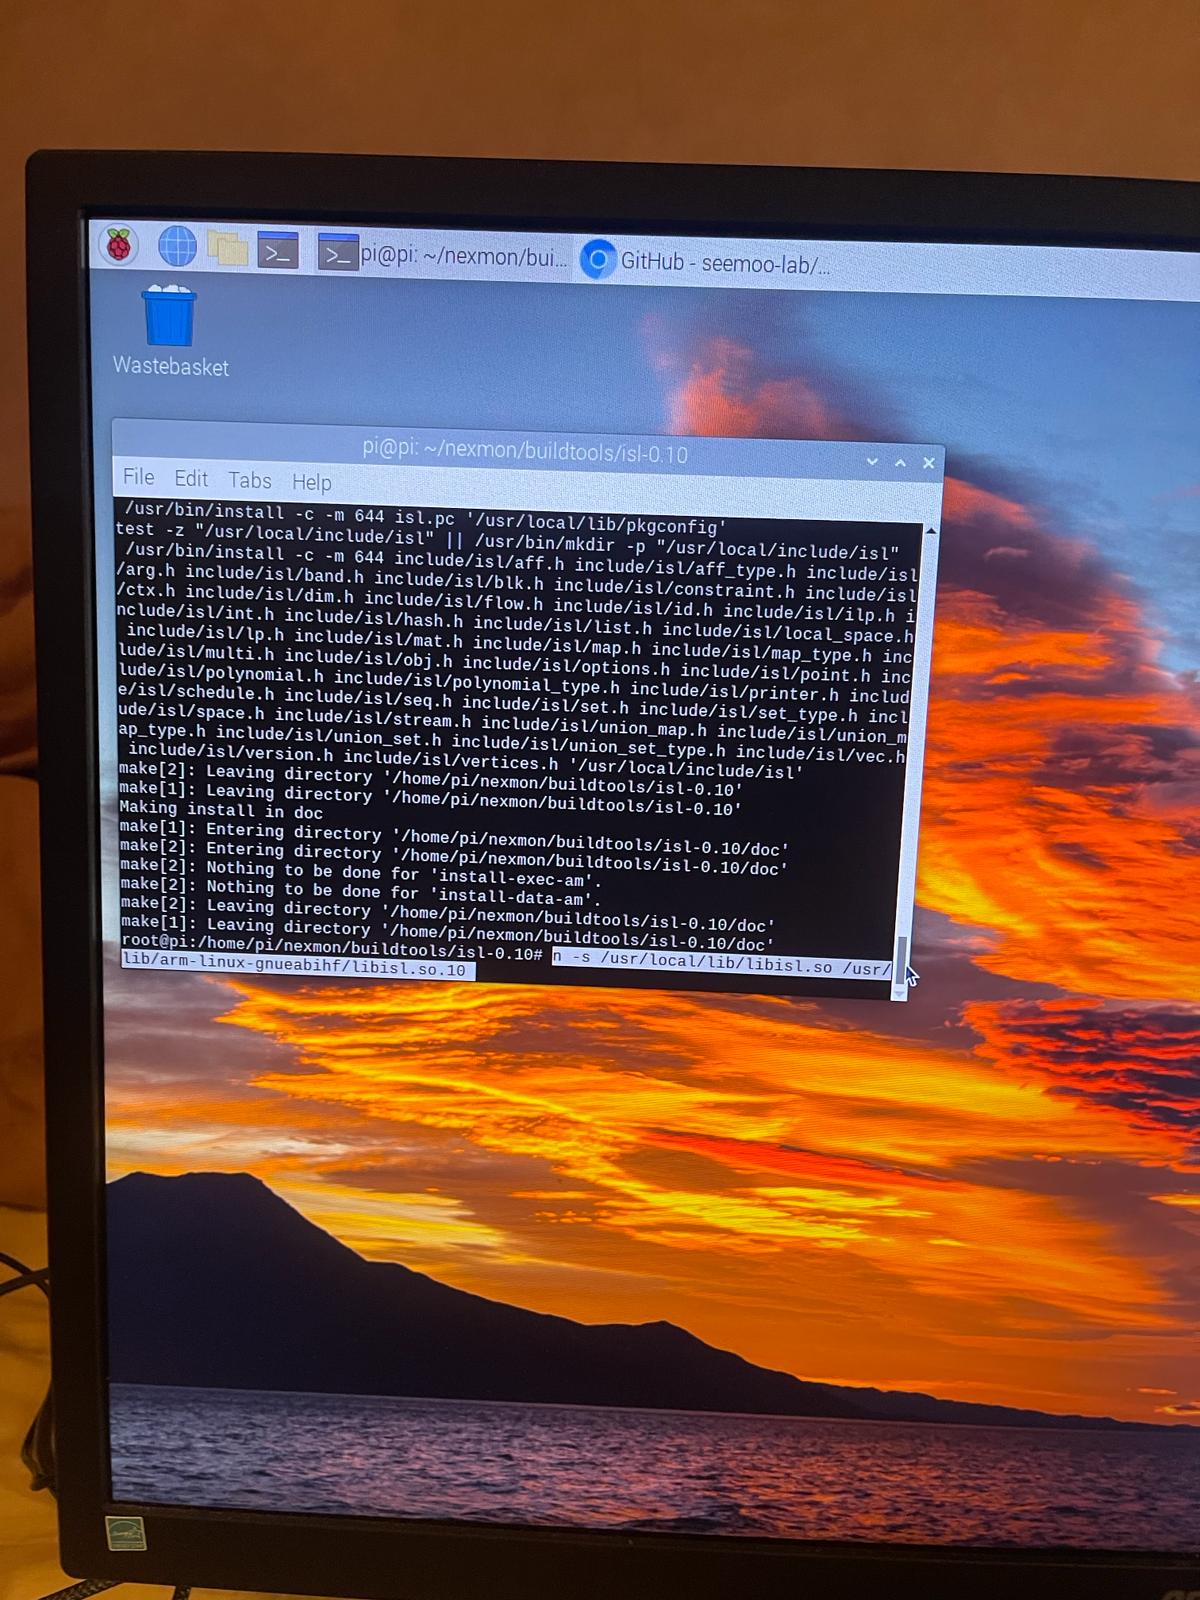 pi@pi: ~/nexmon/bui...
GitHub - seemoo-lab/...
Wastebasket
pi@pi: ~/nexmon/buildtools/isl-0.10
File Edit Tabs Help
/usr/bin/install -c -m 644 isl.pc '/usr/local/lib/pkgconfig'
test -z "/usr/local/include/isl" || /usr/bin/mkdir -p "/usr/local/include/isl"
/usr/bin/install -c -m 644 include/isl/aff.h include/isl/aff_type.h include/isl
/arg.h include/isl/band.h include/isl/blk.h include/isl/constraint.h include/isl
/ctx.h include/isl/dim.h include/isl/flow.h include/isl/id.h include/isl/ilp.h i
nclude/isl/int.h include/isl/hash.h include/isl/list.h include/isl/local_space.h
include/isl/lp.h include/isl/mat.h include/isl/map.h include/isl/map_type.h inc
lude/isl/multi.h include/isl/obj.h include/isl/options.h include/isl/point.h inc
lude/isl/polynomial.h include/isl/polynomial_type.h include/isl/printer.h includ
e/isl/schedule.h include/isl/seq.h include/isl/set.h include/isl/set_type.h incl
ude/isl/space.h include/isl/stream.h include/isl/union_map.h include/isl/union_m
ap_type.h include/isl/union_set.h include/isl/union_set_type.h include/isl/vec.h
include/isl/version.h include/isl/vertices.h '/usr/local/include/isl'
make[2]: Leaving directory '/home/pi/nexmon/buildtools/isl-0.10'
make[1]: Leaving directory '/home/pi/nexmon/buildtools/isl-0.10'
Making install in doc
make[1]: Entering directory '/home/pi/nexmon/buildtools/isl-0.10/doc'
make[2]: Entering directory '/home/pi/nexmon/buildtools/isl-0.10/doc'
make[2]: Nothing to be done for 'install-exec-am'.
make[2]: Nothing to be done for 'install-data-am'.
make[2]: Leaving directory '/home/pi/nexmon/buildtools/isl-0.10/doc'
make[1]: Leaving directory '/home/pi/nexmon/buildtools/isl-0.10/doc'
root@pi:/home/pi/nexmon/buildtools/isl-0.10# n -s /usr/local/lib/libisl.so /usr/
lib/arm-linux-gnueabihf/libisl.so.10